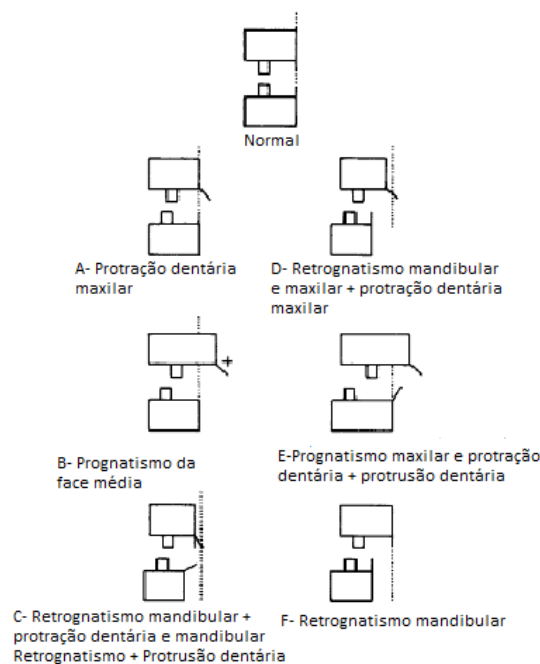 Normal
A- Protração dentária
maxilar
D- Retrognatismo mandibular
e maxilar + protração dentária
maxilar
B- Prognatismo da
face média
E-Prognatismo maxilar e protração
dentária + protrusão dentária
C- Retrognatismo mandibular +
protração dentária e mandibular
Retrognatismo + Protrusão dentária
F- Retrognatismo mandibular